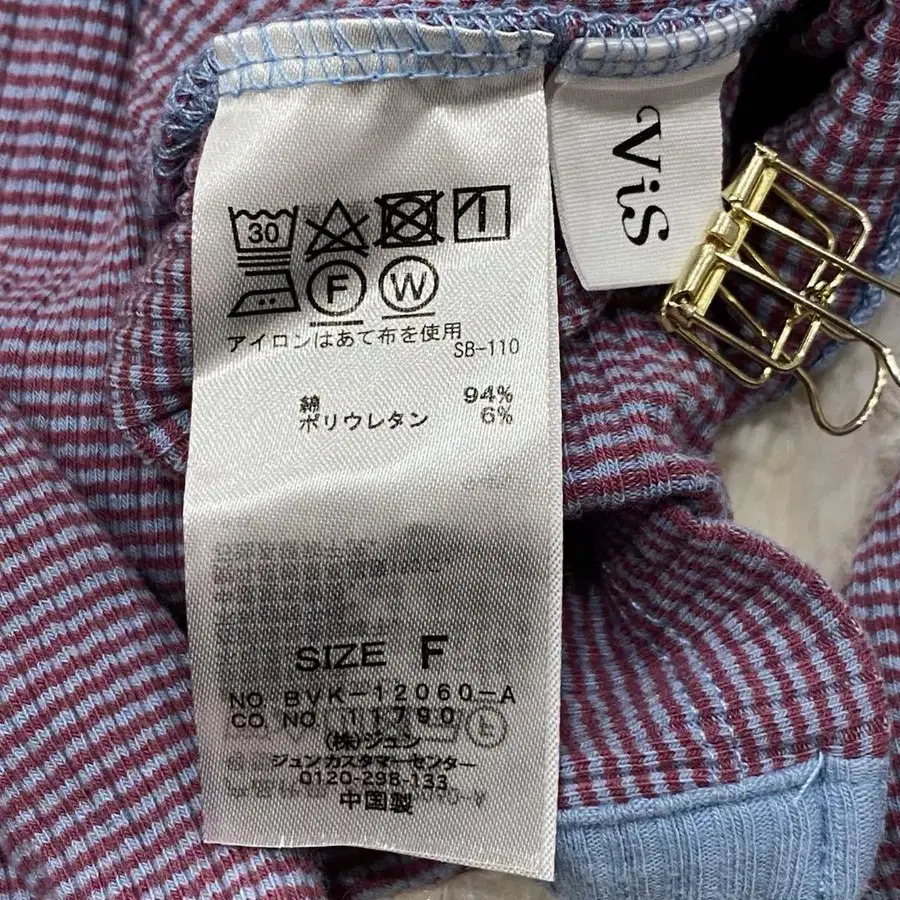 ViS
30
F W
アイロンはあて布を使用
SB-110
綿 94%
ポリウレタン 6%
SIZE F
NO. BVK-12060-A
CO. NO. 11790
(株)ジュン
ジュンカスタマーセンター
0120-298-133
中国製